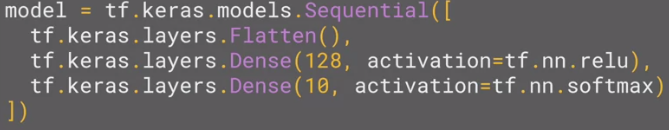 model = tf.keras.models.Sequential([
  tf.keras.layers.Flatten(),
  tf.keras.layers.Dense(128, activation=tf.nn.relu),
  tf.keras.layers.Dense(10, activation=tf.nn.softmax)
])